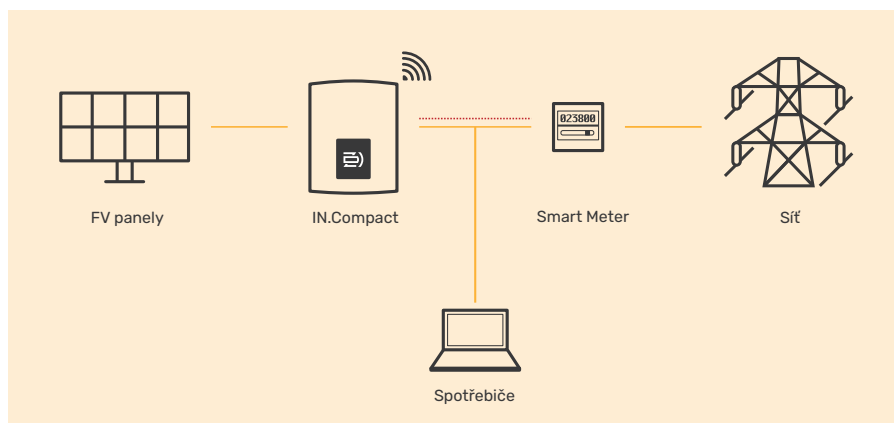 023800
FV panely
IN.Compact
Smart Meter
Síť
Spotřebiče